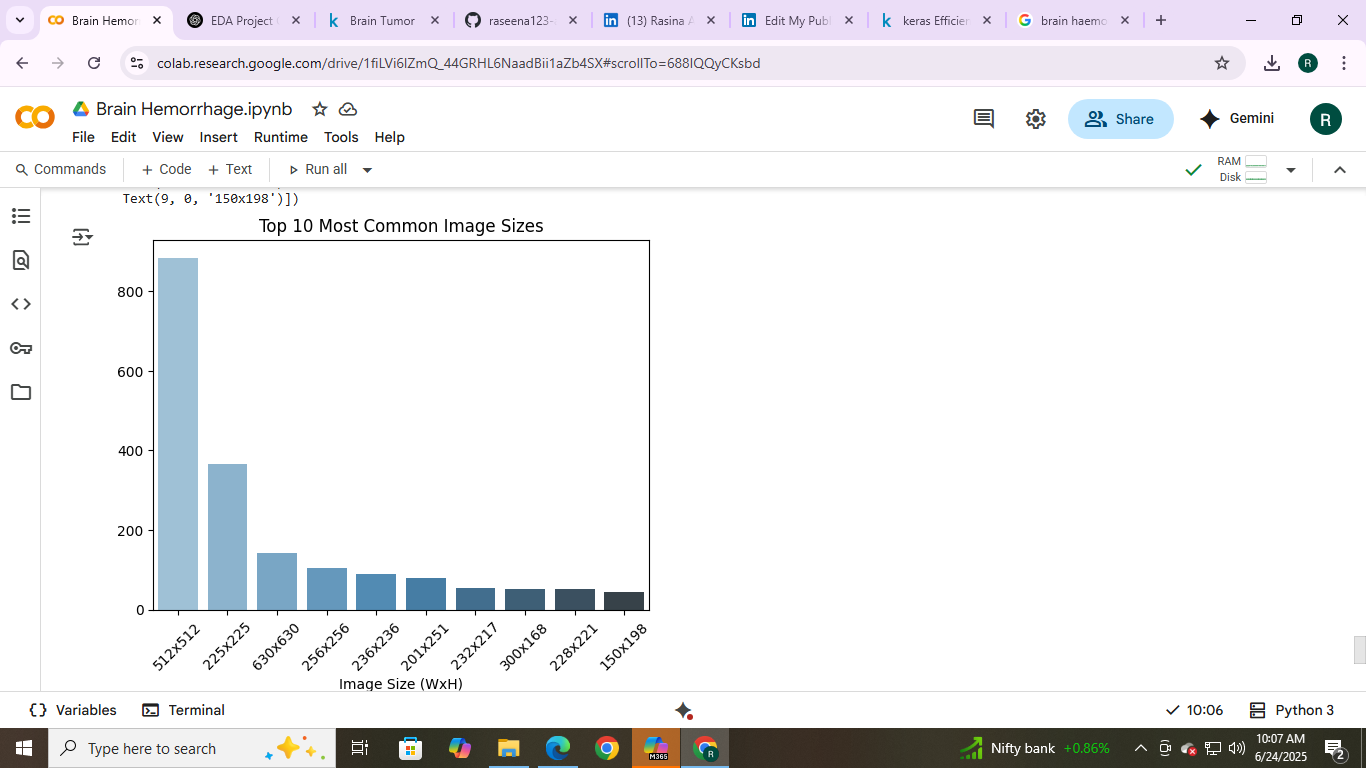 Brain Hemor
EDA Project
Brain Tumor
raseena123-
(13) Rasina A
Edit My Publ
keras Efficier
brain haemo
colab.research.google.com/drive/1fiLVi6lZmQ_44GRHL6NaadBii1aZb4SX#scrollTo=688lQQyCKsbd
R
Brain Hemorrhage.ipynb
File Edit View Insert Runtime Tools Help
Share
Gemini
R
Commands + Code + Text Run all
RAM
Disk
Text(9, 0, '150x198')])
Top 10 Most Common Image Sizes
800
600
400
200
0
512x512 225x225 630x630 256x256 236x236 201x251 232x217 300x168 228x221 150x198
Image Size (WxH)
Variables Terminal
10:06 Python 3
Type here to search
M365
R
Nifty bank +0.86%
10:07 AM
6/24/2025
2